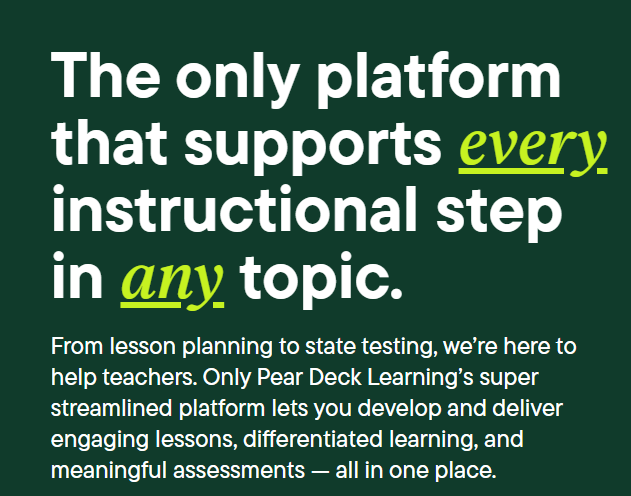 The only platform
that supports every
instructional step
in any topic.
From lesson planning to state testing, we're here to
help teachers. Only Pear Deck Learning's super
streamlined platform lets you develop and deliver
engaging lessons, differentiated learning, and
meaningful assessments — all in one place.